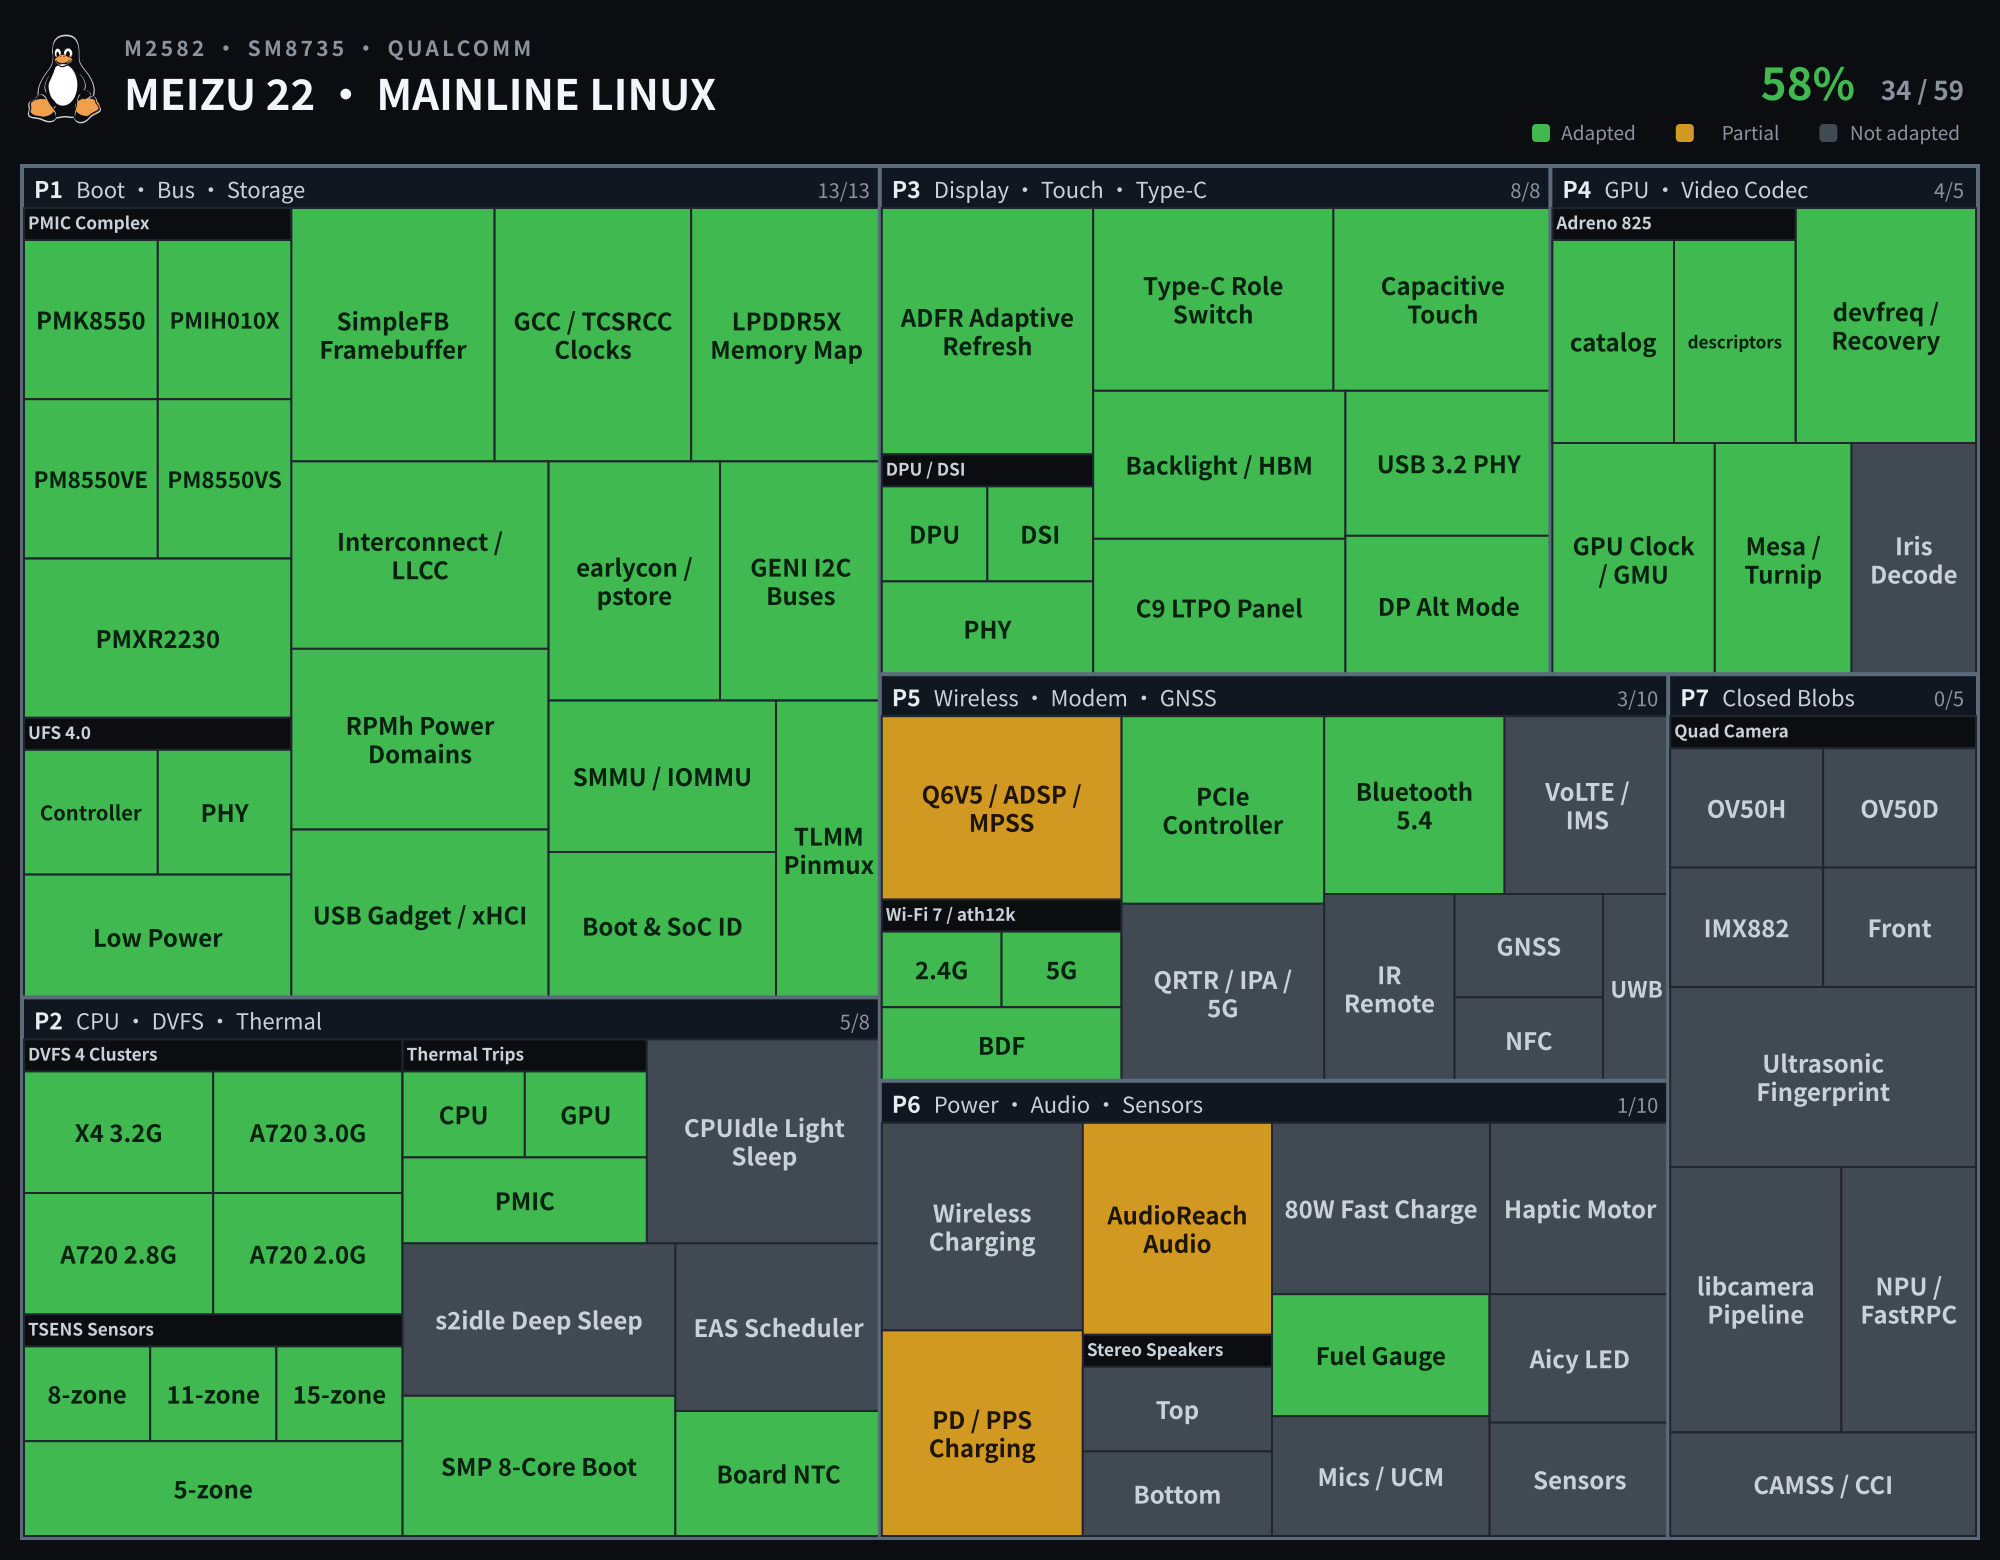 M2582 • SM8735 • QUALCOMM
MEIZU 22 • MAINLINE LINUX
58% 34 / 59
Adapted Partial Not adapted
P1 Boot • Bus • Storage 13/13
PMIC Complex
PMK8550
PMIH010X
PM8550VE
PM8550VS
PMXR2230
UFS 4.0
Controller
PHY
Low Power
SimpleFB
Framebuffer
GCC / TCSRCC
Clocks
LPDDR5X
Memory Map
Interconnect /
LLCC
earlycon /
pstore
GENI I2C
Buses
RPMh Power
Domains
SMMU / IOMMU
TLMM
Pinmux
USB Gadget / xHCI
Boot & SoC ID
P2 CPU • DVFS • Thermal 5/8
DVFS 4 Clusters
X4 3.2G
A720 3.0G
A720 2.8G
A720 2.0G
TSENS Sensors
8-zone
11-zone
15-zone
5-zone
Thermal Trips
CPU
GPU
PMIC
CPUIdle Light
Sleep
s2idle Deep Sleep
EAS Scheduler
SMP 8-Core Boot
Board NTC
P3 Display • Touch • Type-C 8/8
ADFR Adaptive
Refresh
DPU / DSI
DPU
DSI
PHY
Type-C Role
Switch
Capacitive
Touch
Backlight / HBM
USB 3.2 PHY
C9 LTPO Panel
DP Alt Mode
P4 GPU • Video Codec 4/5
Adreno 825
catalog
descriptors
devfreq /
Recovery
GPU Clock
/ GMU
Mesa /
Turnip
Iris
Decode
P5 Wireless • Modem • GNSS 3/10
Q6V5 / ADSP /
MPSS
PCIe
Controller
Bluetooth
5.4
VoLTE /
IMS
Wi-Fi 7 / ath12k
2.4G
5G
BDF
QRTR / IPA /
5G
IR
Remote
GNSS
NFC
UWB
P6 Power • Audio • Sensors 1/10
Wireless
Charging
AudioReach
Audio
80W Fast Charge
Haptic Motor
PD / PPS
Charging
Stereo Speakers
Top
Bottom
Fuel Gauge
Aicy LED
Mics / UCM
Sensors
P7 Closed Blobs 0/5
Quad Camera
OV50H
OV50D
IMX882
Front
Ultrasonic
Fingerprint
libcamera
Pipeline
NPU /
FastRPC
CAMSS / CCI